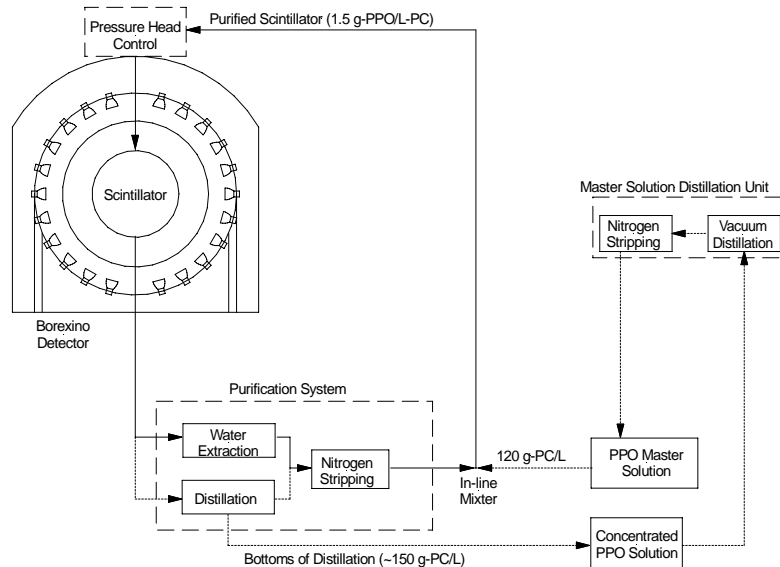 Pressure Head
Control
Purified Scintillator (1.5 g-PPO/L-PC)
Scintillator
Master Solution Distillation Unit
Nitrogen
Stripping
Vacuum
Distillation
Borexino
Detector
Purification System
Water
Extraction
Nitrogen
Stripping
Distillation
120 g-PC/L
In-line
Mixter
PPO Master
Solution
Concentrated
PPO Solution
Bottoms of Distillation (~150 g-PC/L)